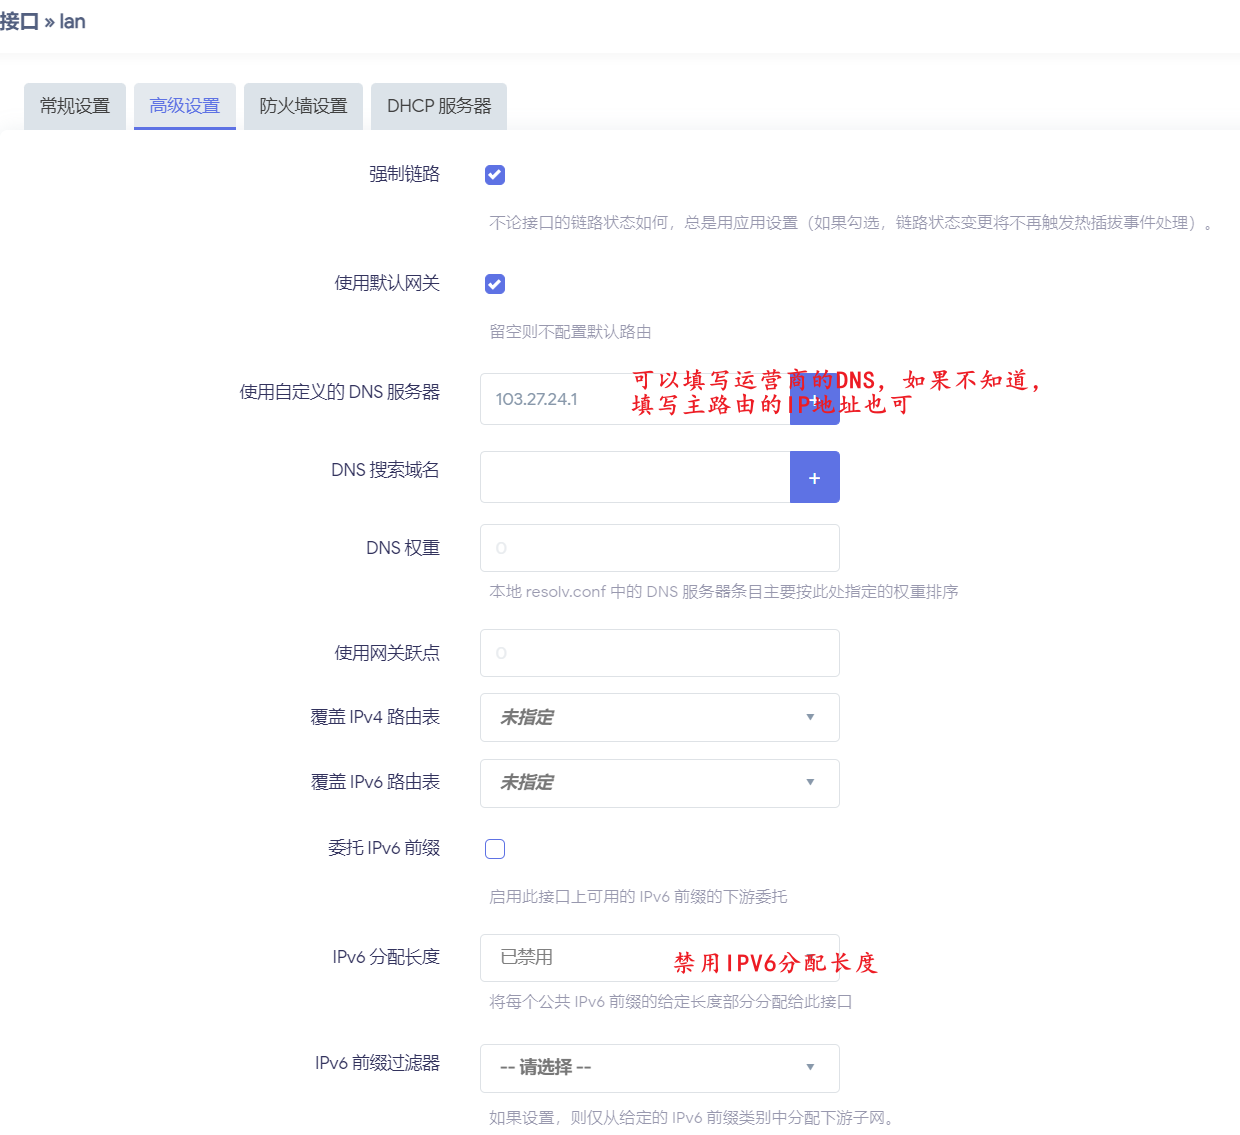 接口 » lan
常规设置 高级设置 防火墙设置 DHCP 服务器
强制链路
不论接口的链路状态如何，总是用应用设置（如果勾选，链路状态变更将不再触发热插拔事件处理）。
使用默认网关
留空则不配置默认路由
使用自定义的 DNS 服务器 103.27.24.1 +
可以填写运营商的DNS，如果不知道，
填写主路由的IP地址也可
DNS 搜索域名 +
DNS 权重 0
本地 resolv.conf 中的 DNS 服务器条目主要按此处指定的权重排序
使用网关跃点 0
覆盖 IPv4 路由表 未指定
覆盖 IPv6 路由表 未指定
委托 IPv6 前缀
启用此接口上可用的 IPv6 前缀的下游委托
IPv6 分配长度 已禁用 禁用IPV6分配长度
将每个公共 IPv6 前缀的给定长度部分分配给此接口
IPv6 前缀过滤器 -- 请选择 --
如果设置，则仅从给定的 IPv6 前缀类别中分配下游子网。